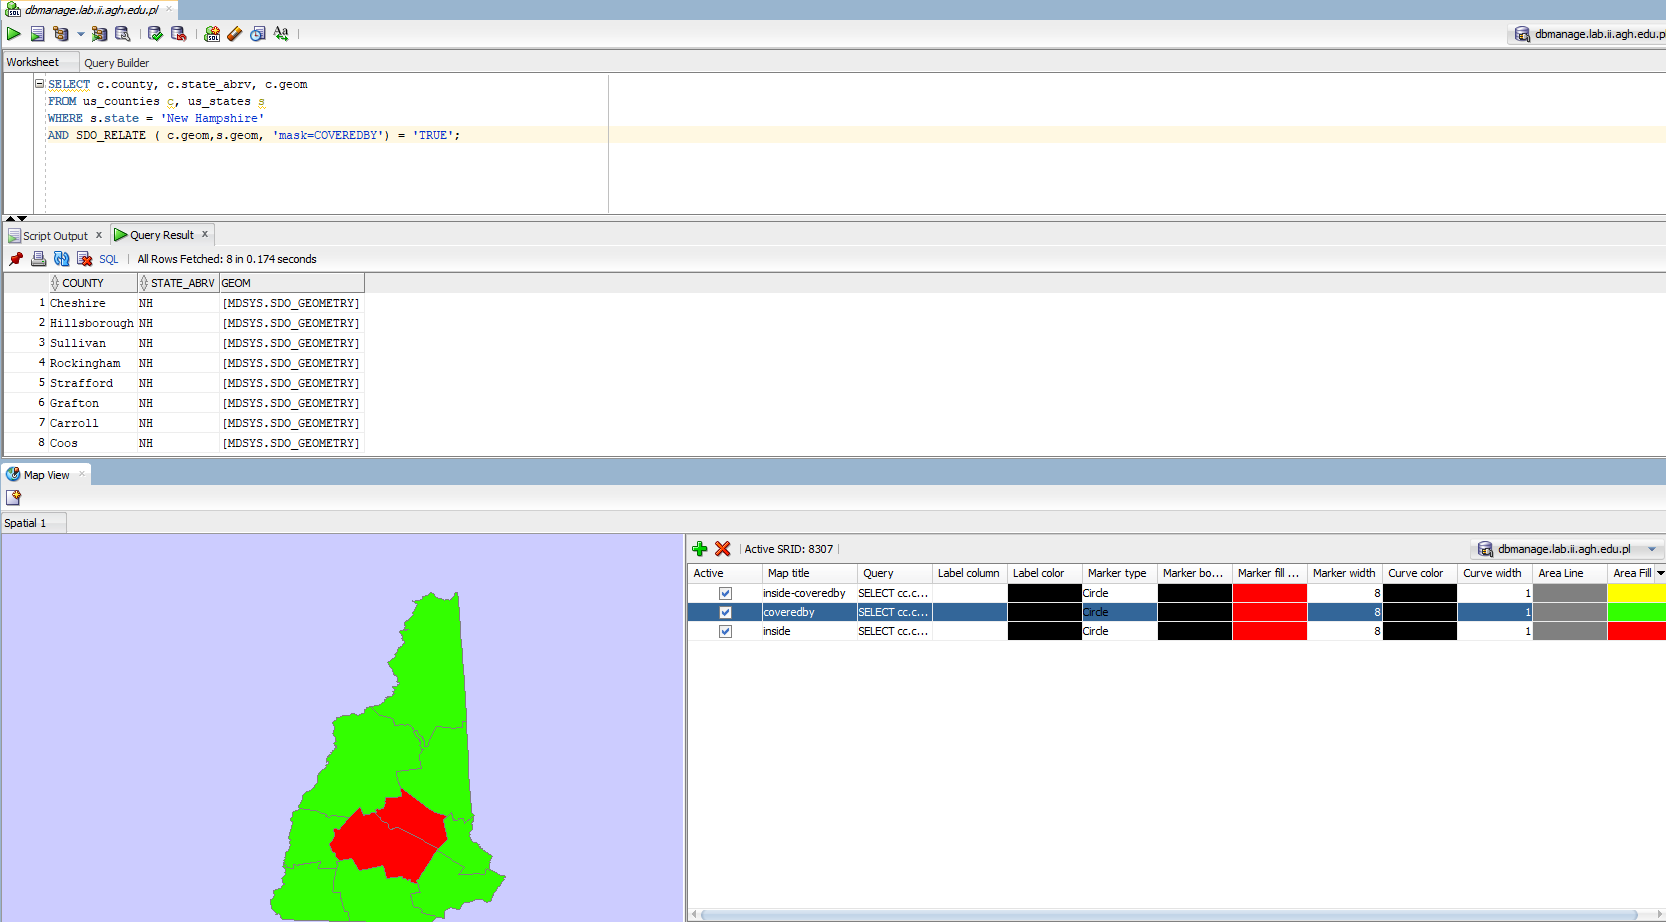 dbmanage.lab.ii.agh.edu.pl
dbmanage.lab.ii.agh.edu.pl
Worksheet Query Builder
SELECT c.county, c.state_abrv, c.geom
FROM us_counties c, us_states s
WHERE s.state = 'New Hampshire'
AND SDO_RELATE ( c.geom,s.geom, 'mask=COVEREDBY') = 'TRUE';
Script Output x Query Result x
SQL All Rows Fetched: 8 in 0.174 seconds
COUNTY STATE_ABRV GEOM
1 Cheshire NH [MDSYS.SDO_GEOMETRY]
2 Hillsborough NH [MDSYS.SDO_GEOMETRY]
3 Sullivan NH [MDSYS.SDO_GEOMETRY]
4 Rockingham NH [MDSYS.SDO_GEOMETRY]
5 Strafford NH [MDSYS.SDO_GEOMETRY]
6 Grafton NH [MDSYS.SDO_GEOMETRY]
7 Carroll NH [MDSYS.SDO_GEOMETRY]
8 Coos NH [MDSYS.SDO_GEOMETRY]
Map View
Spatial 1
Active SRID: 8307 dbmanage.lab.ii.agh.edu.pl
Active Map title Query Label column Label color Marker type Marker bo... Marker fill ... Marker width Curve color Curve width Area Line Area Fill
inside-coveredby SELECT cc.c... Circle 8 1
coveredby SELECT cc.c... Circle 8 1
inside SELECT cc.c... Circle 8 1